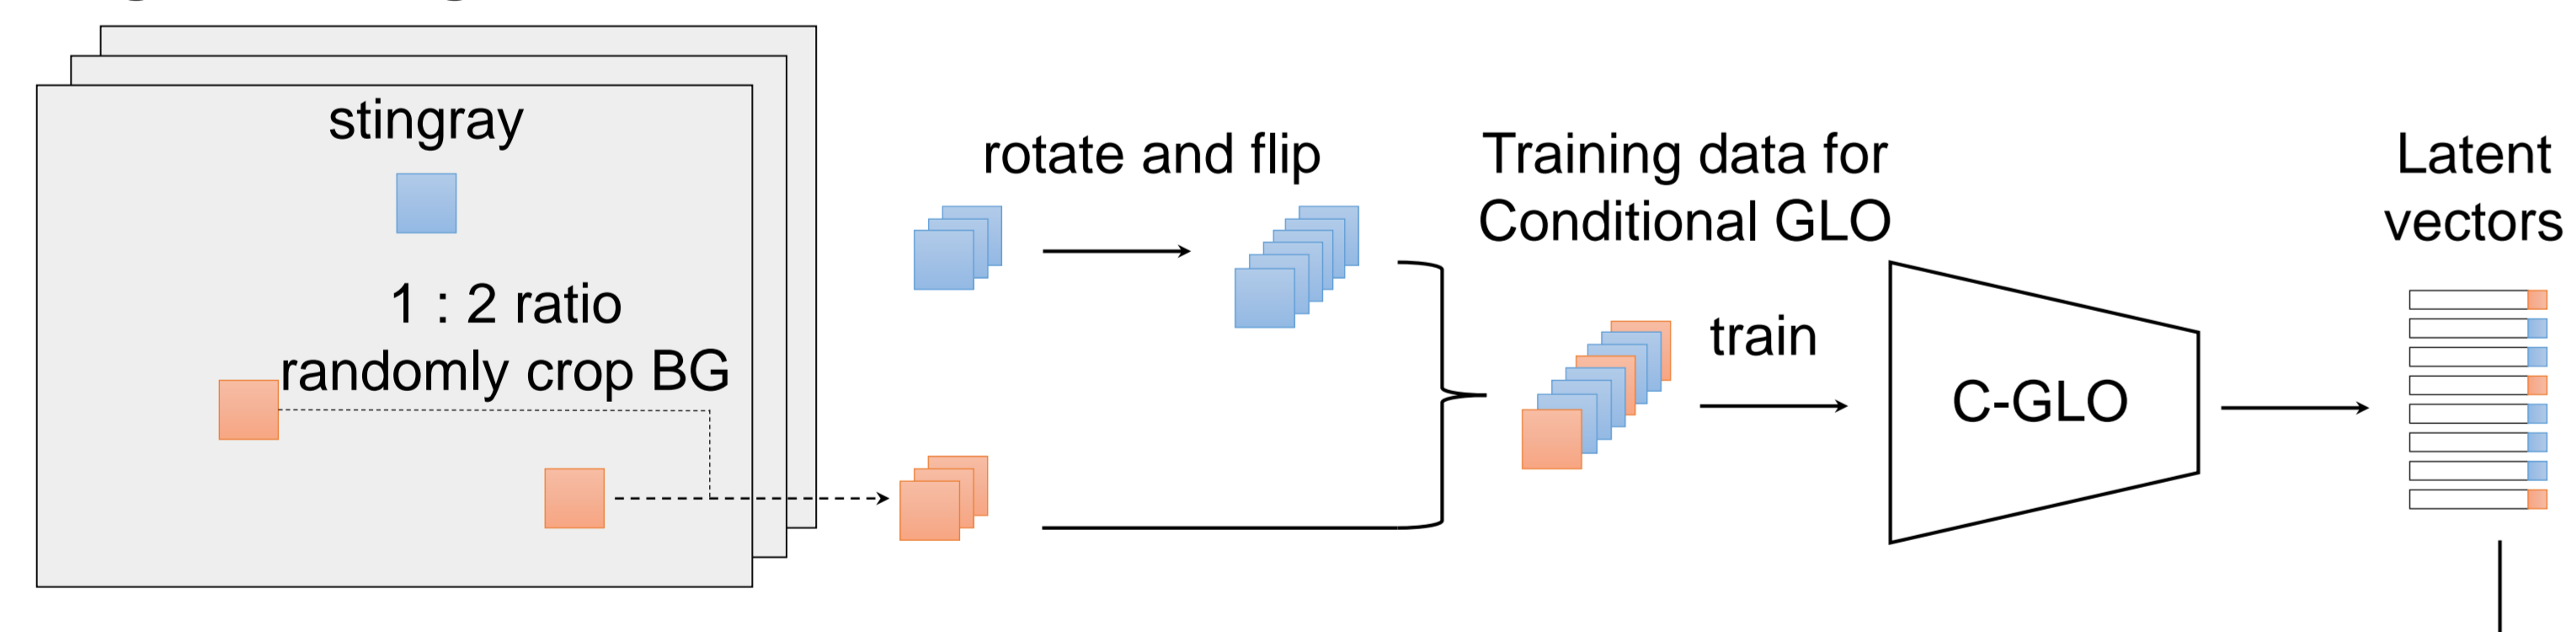 stingray
1 : 2 ratio
randomly crop BG
rotate and flip
Training data for
Conditional GLO
train
C-GLO
Latent
vectors